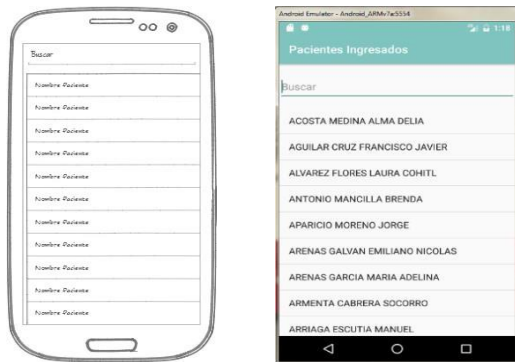 Buscar
Nombre Paciente
Nombre Paciente
Nombre Paciente
Nombre Paciente
Nombre Paciente
Nombre Paciente
Nombre Paciente
Nombre Paciente
Nombre Paciente
Nombre Paciente
Nombre Paciente
Android Emulator - Android_ARMv7a:5554
1:18
Pacientes Ingresados
Buscar
ACOSTA MEDINA ALMA DELIA
AGUILAR CRUZ FRANCISCO JAVIER
ALVAREZ FLORES LAURA COHITL
ANTONIO MANCILLA BRENDA
APARICIO MORENO JORGE
ARENAS GALVAN EMILIANO NICOLAS
ARENAS GARCIA MARIA ADELINA
ARMENTA CABRERA SOCORRO
ARRIAGA ESCUTIA MANUEL